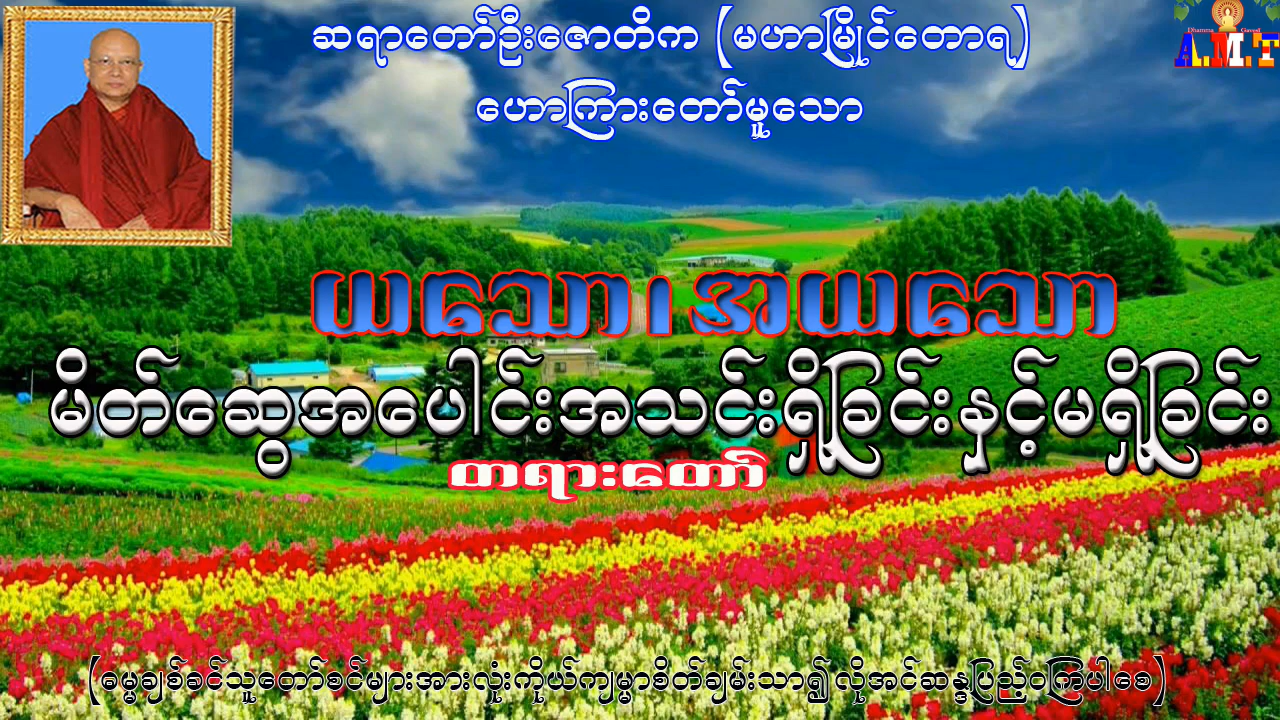 ဆရာတော်ဦးဇောတိက (မဟာမြိုင်တောရ)
ဟောကြားတော်မူသော
Dhamma Gaved
A.M.T
ယသော၊အယသော
မိတ်ဆွေအပေါင်းအသင်းရှိခြင်းနှင့်မရှိခြင်း
တရားတော်
(ဓမ္မချစ်ခင်သူတော်စင်များအားလုံးကိုယ်ကျမ္မာစိတ်ချမ်းသာ၍လိုအင်ဆန္ဒပြည့်ဝကြပါစေ)